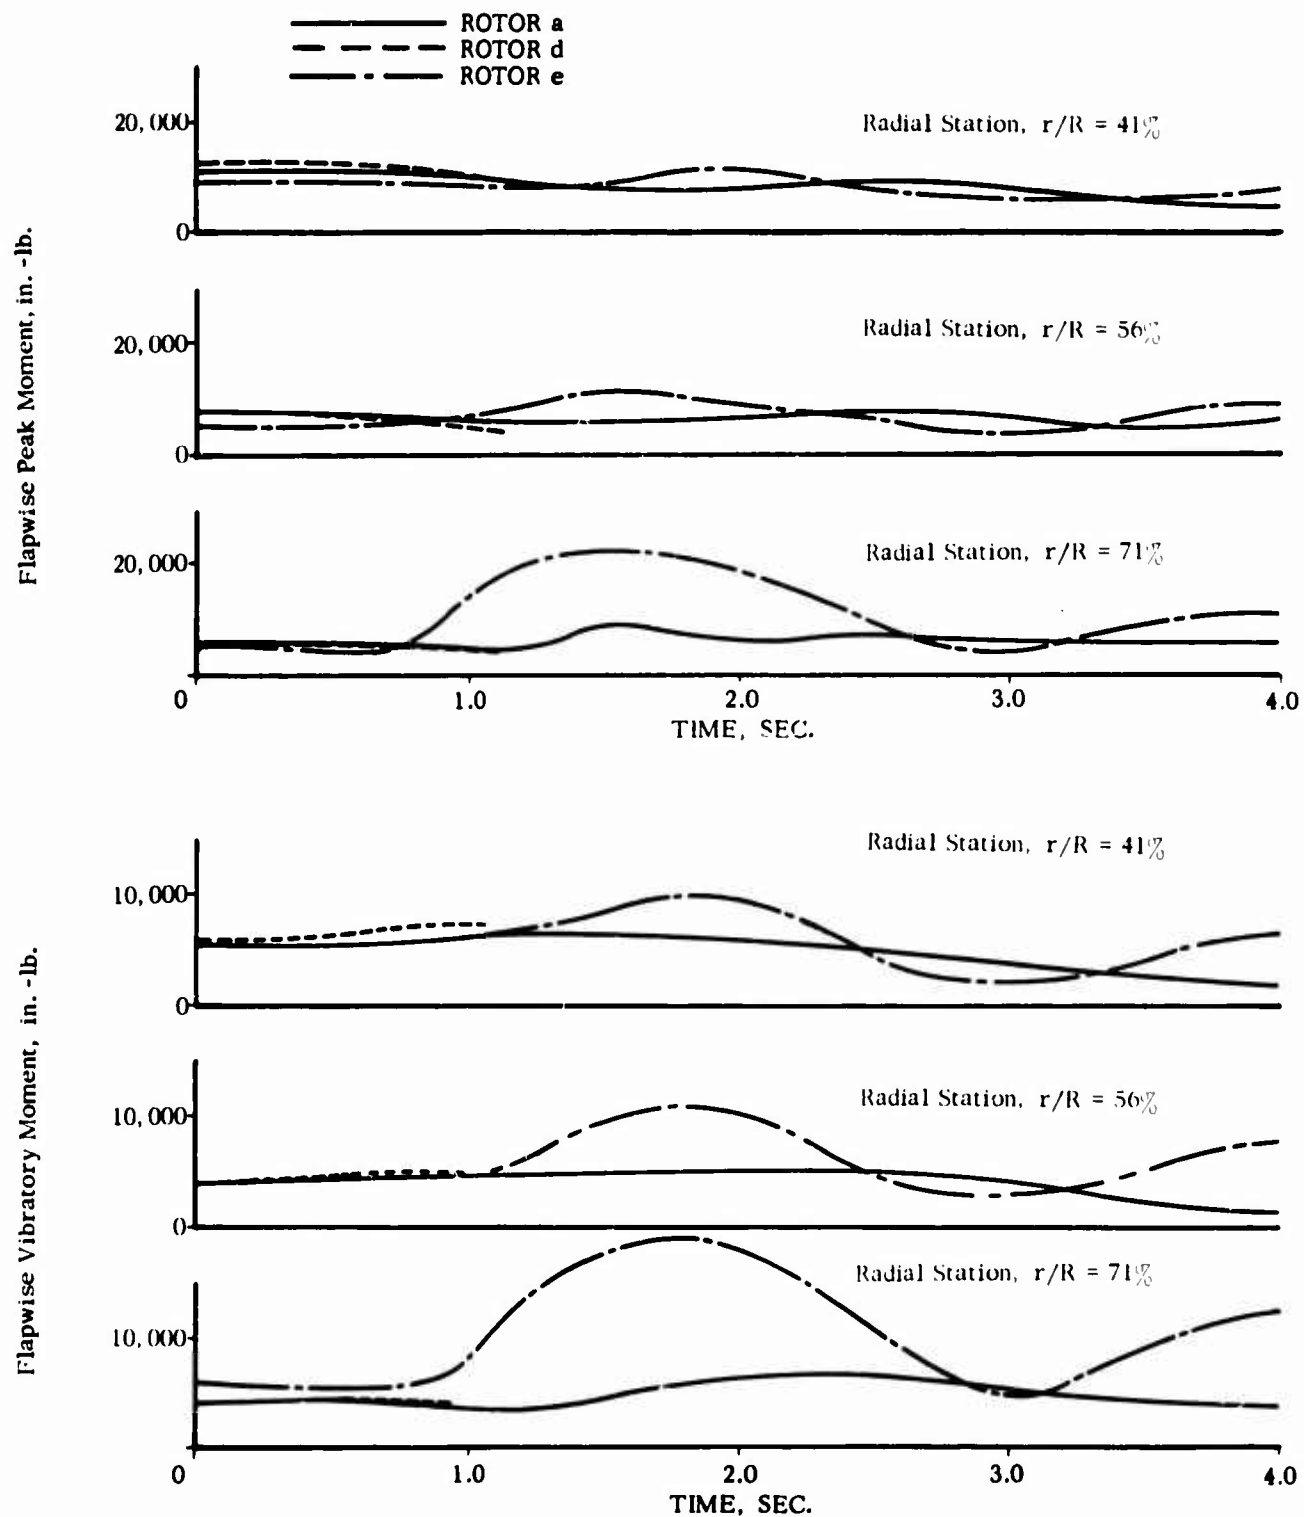 ROTOR a
ROTOR d
ROTOR e
Flapwise Peak Moment, in. -lb.
20,000
Radial Station, r/R = 41%
0
20,000
Radial Station, r/R = 56%
0
20,000
Radial Station, r/R = 71%
0 1.0 2.0 3.0 4.0
TIME, SEC.
Flapwise Vibratory Moment, in. -lb.
Radial Station, r/R = 41%
10,000
0
Radial Station, r/R = 56%
10,000
0
Radial Station, r/R = 71%
10,000
0 1.0 2.0 3.0 4.0
TIME, SEC.